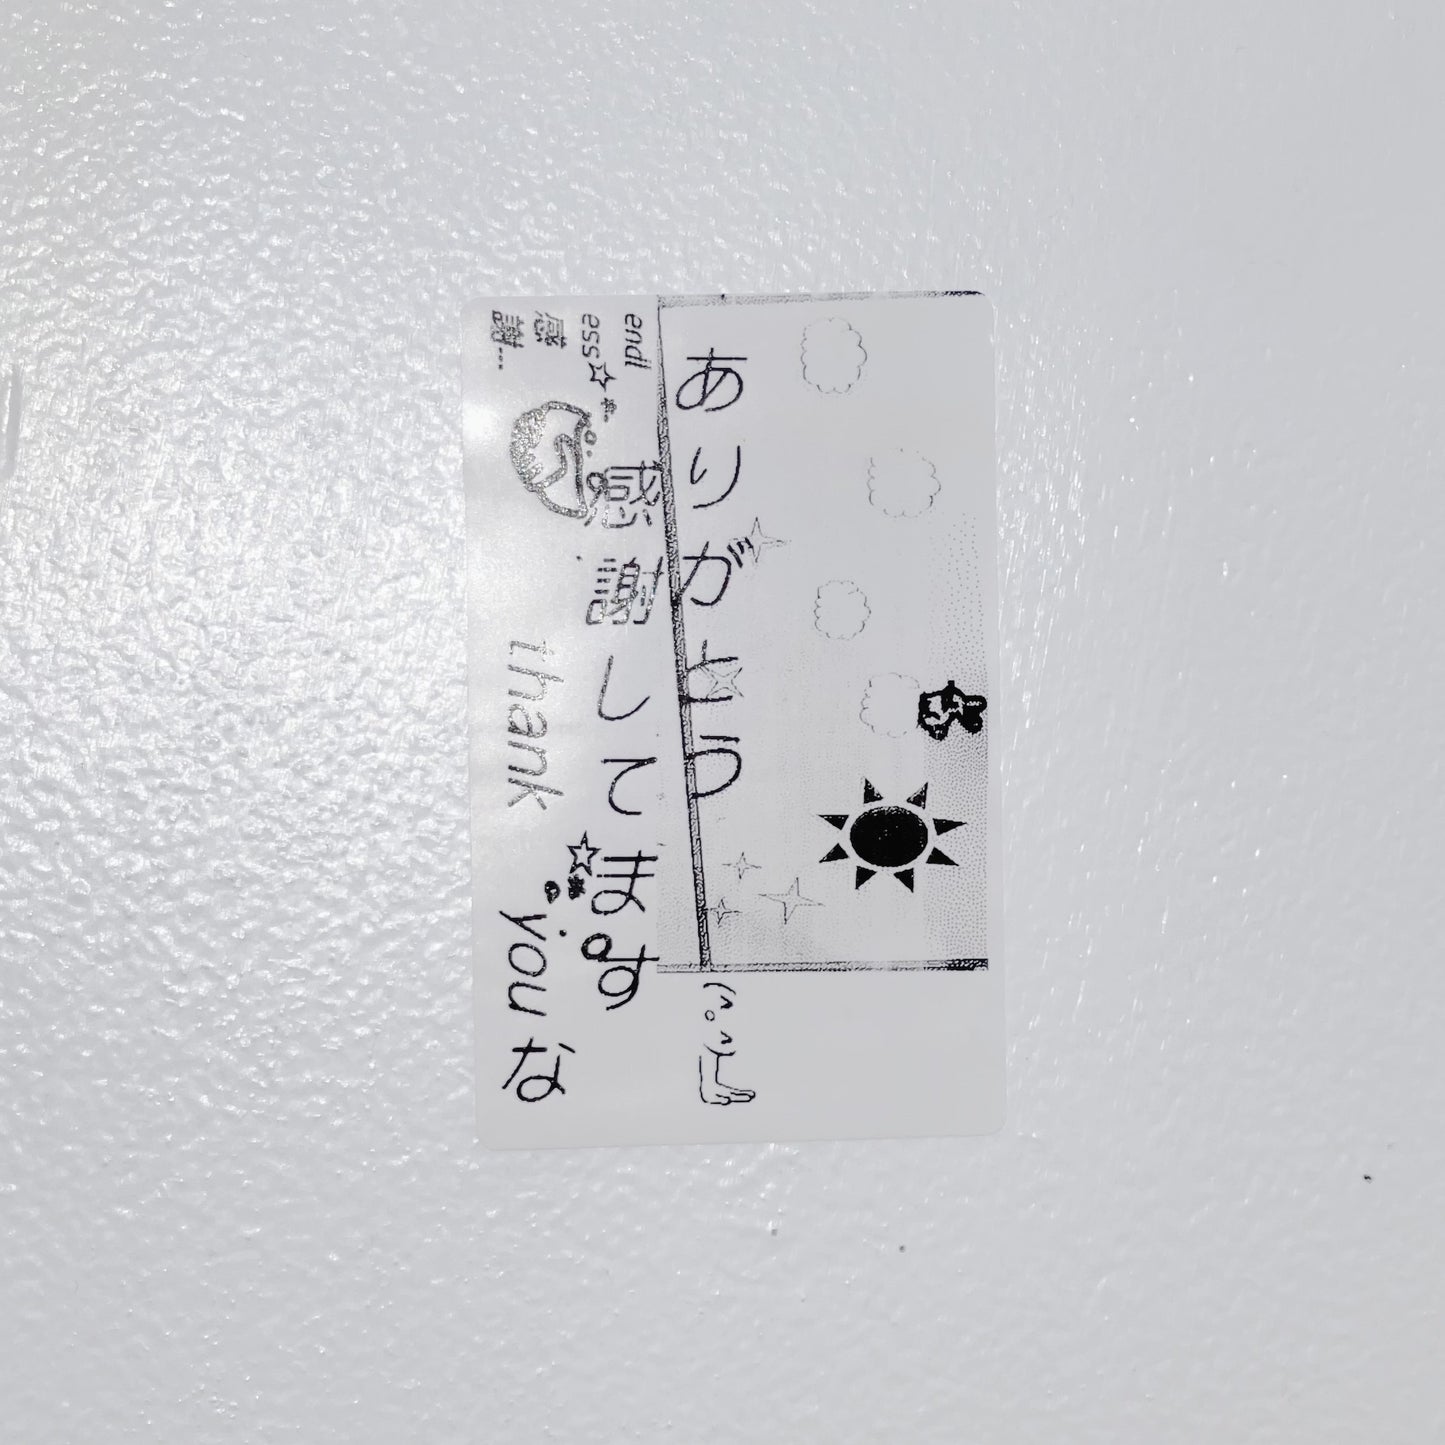 ありがとう (^。^)
endl
ess☆
感謝してます
感
謝…
thank you な